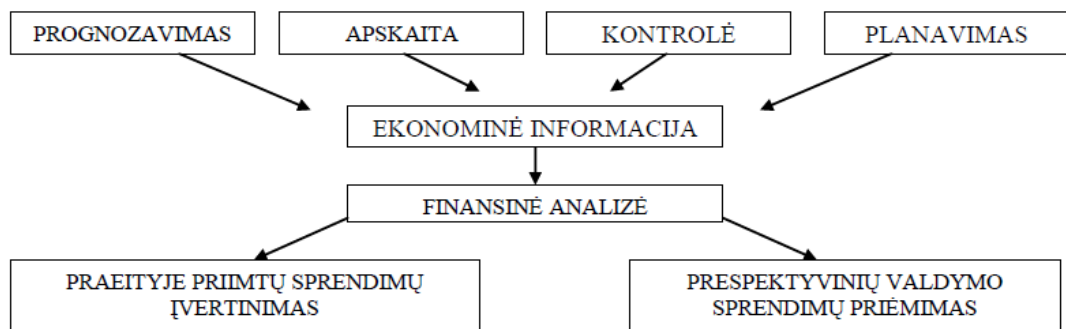 PROGNOZAVIMAS
APSKAITA
KONTROLĖ
PLANAVIMAS
EKONOMINĖ INFORMACIJA
FINANSINĖ ANALIZĖ
PRAEITYJE PRIIMTŲ SPRENDIMŲ
ĮVERTINIMAS
PRESPEKTYVINIŲ VALDYMO
SPRENDIMŲ PRIĖMIMAS